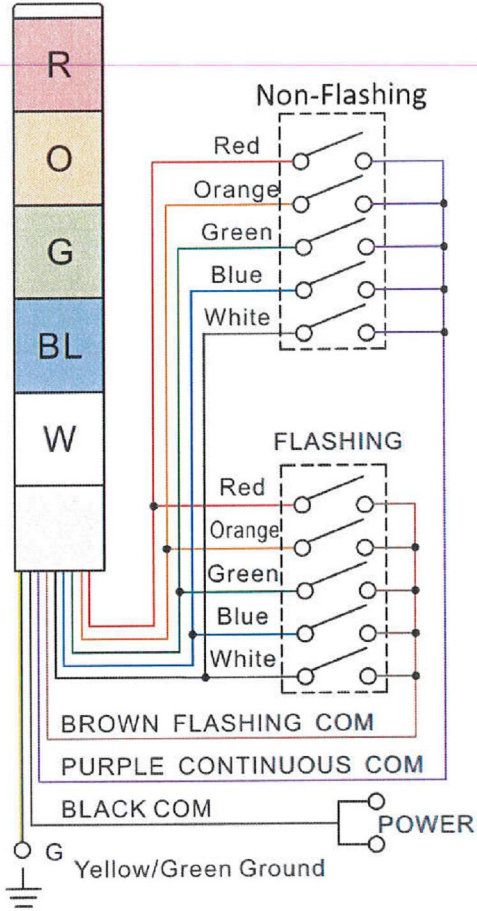 R
O
G
BL
W
Non-Flashing
Red
Orange
Green
Blue
White
FLASHING
Red
Orange
Green
Blue
White
BROWN FLASHING COM
PURPLE CONTINUOUS COM
BLACK COM
POWER
G
Yellow/Green Ground